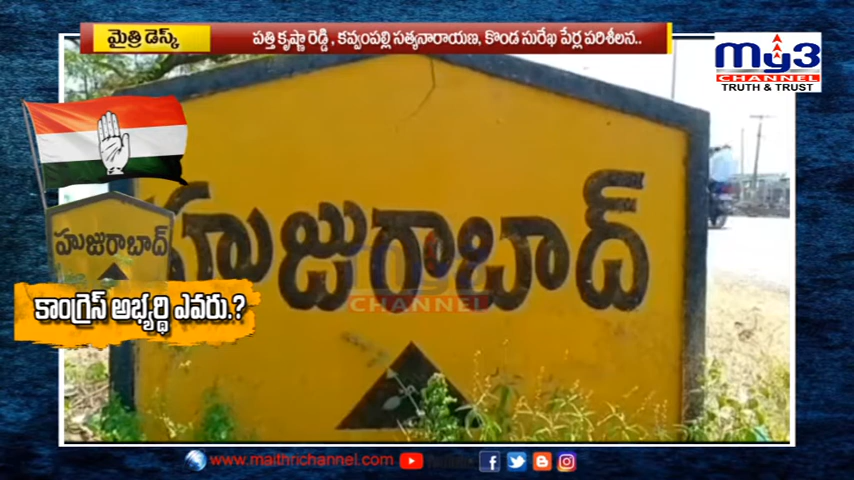 మైత్రి డెస్క్
పత్తి కృష్ణా రెడ్డి, కవ్వంపల్లి సత్యనారాయణ, కొండ సురేఖ పేర్ల పరిశీలన..
my3
CHANNEL
TRUTH & TRUST
హుజురాబాద్
హుజురాబాద్
CHANNEL
కాంగ్రెస్ అభ్యర్థి ఎవరు.?
www.maithrichannel.com